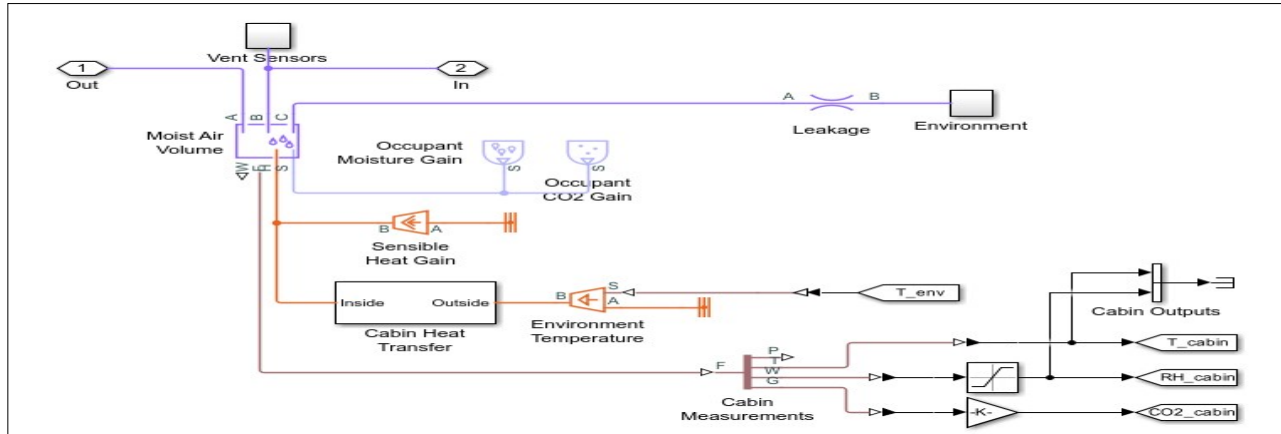 Vent Sensors
1
Out
2
In
A
B
C
Moist Air
Volume
W
F
H
S
Occupant
Moisture Gain
S
Occupant
CO2 Gain
S
A
B
Leakage
Environment
B
A
Sensible
Heat Gain
Inside
Outside
Cabin Heat
Transfer
B
S
A
Environment
Temperature
T_env
Cabin Outputs
T_cabin
RH_cabin
CO2_cabin
F
P
T
W
G
Cabin
Measurements
-K-